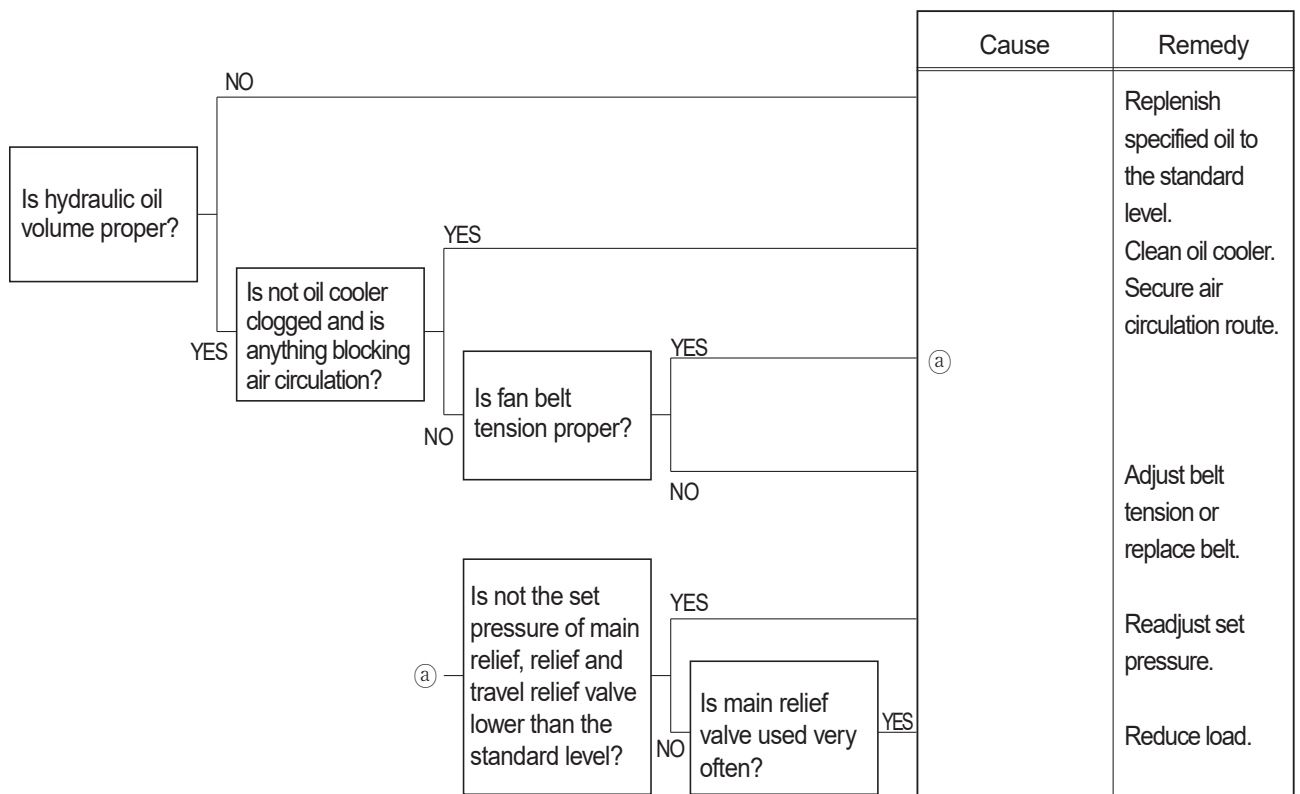 Cause
Remedy
NO
Replenish
specified oil to
the standard
level.
Is hydraulic oil
volume proper?
YES
Clean oil cooler.
Secure air
circulation route.
YES
Is not oil cooler
clogged and is
anything blocking
air circulation?
YES
ⓐ
NO
Is fan belt
tension proper?
NO
Adjust belt
tension or
replace belt.
ⓐ
Is not the set
pressure of main
relief, relief and
travel relief valve
lower than the
standard level?
YES
Readjust set
pressure.
NO
Is main relief
valve used very
often?
YES
Reduce load.